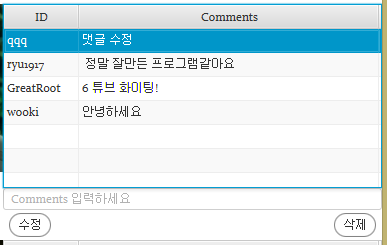 ID Comments
qqq 댓글 수정
ryu1917 정말 잘만든 프로그램같아요
GreatRoot 6 튜브 화이팅!
wooki 안녕하세요
Comments 입력하세요
수정 삭제